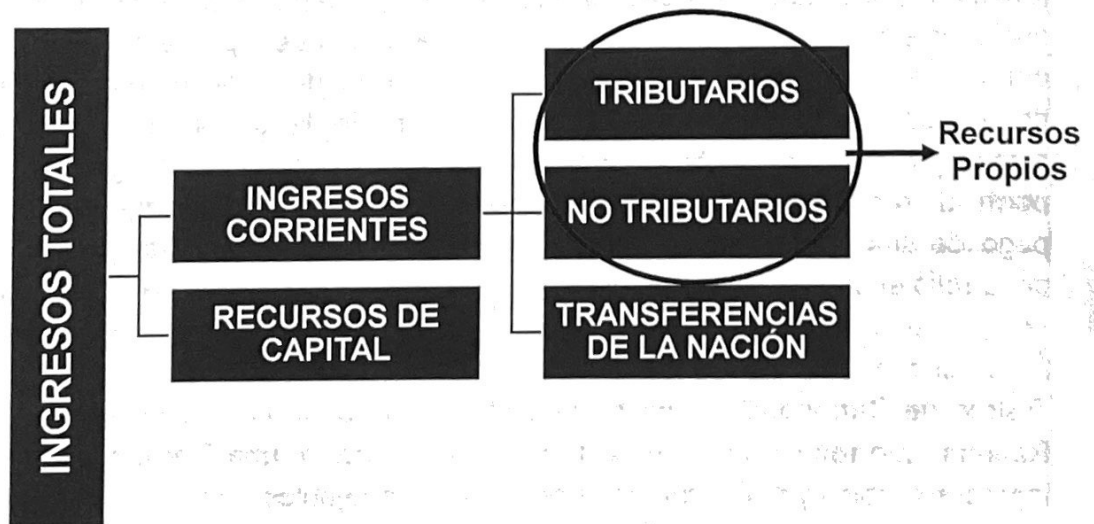 INGRESOS TOTALES
INGRESOS
CORRIENTES
RECURSOS DE
CAPITAL
TRIBUTARIOS
NO TRIBUTARIOS
TRANSFERENCIAS
DE LA NACIÓN
Recursos
Propios